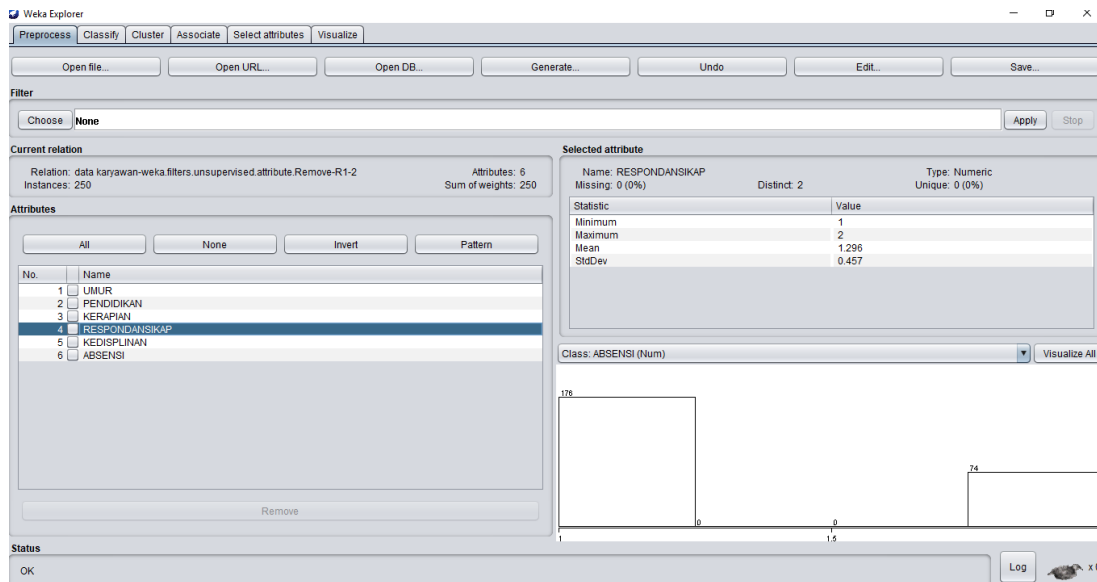 Weka Explorer
Preprocess Classify Cluster Associate Select attributes Visualize
Open file... Open URL... Open DB... Generate... Undo Edit... Save...
Filter
Choose None Apply Stop
Current relation
Relation: data karyawan-weka.filters.unsupervised.attribute.Remove-R1-2 Attributes: 6
Instances: 250 Sum of weights: 250
Attributes
All None Invert Pattern
No. Name
1 UMUR
2 PENDIDIKAN
3 KERAPIAN
4 RESPONDANSIKAP
5 KEDISPLINAN
6 ABSENSI
Remove
Selected attribute
Name: RESPONDANSIKAP Type: Numeric
Missing: 0 (0%) Distinct: 2 Unique: 0 (0%)
Statistic Value
Minimum 1
Maximum 2
Mean 1.296
StdDev 0.457
Class: ABSENSI (Num) Visualize All
176
74
0 0
1 1.5
Status
OK Log x